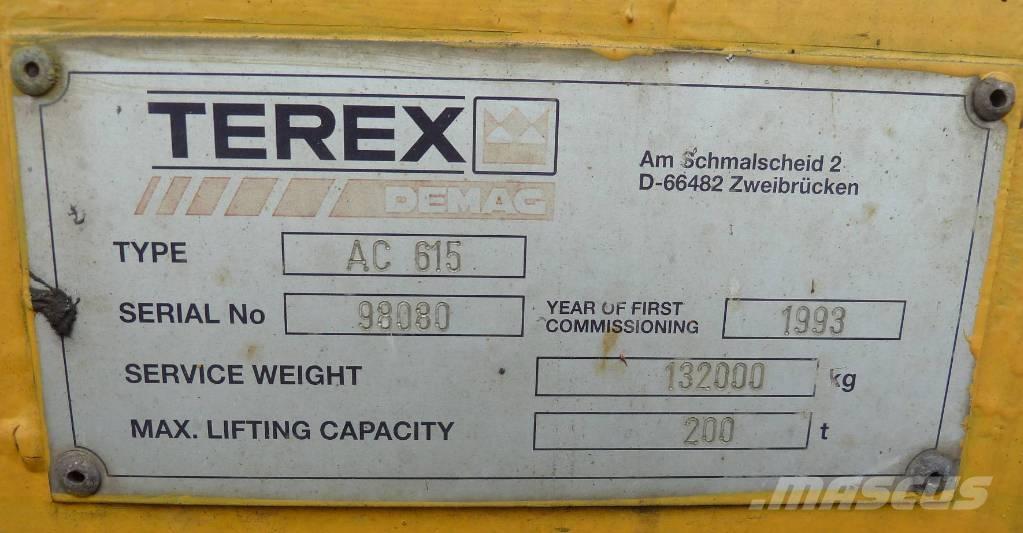 TEREX
DEMAG
Am Schmalscheid 2
D-66482 Zweibrücken
TYPE AC 615
SERIAL No 98080
YEAR OF FIRST
COMMISSIONING 1993
SERVICE WEIGHT 132000 kg
MAX. LIFTING CAPACITY 200 t
MASCUS